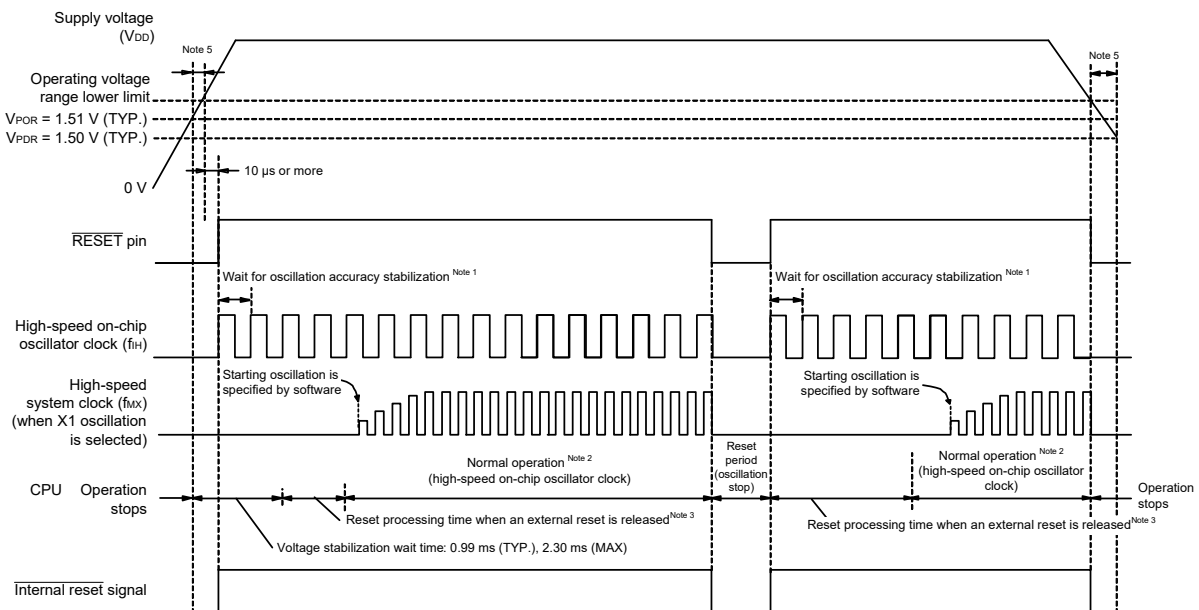 Supply voltage
(VDD)
Note 5
Note 5
Operating voltage
range lower limit
VPOR = 1.51 V (TYP.)
VPDR = 1.50 V (TYP.)
10 µs or more
0 V
RESET pin
Wait for oscillation accuracy stabilization Note 1
Wait for oscillation accuracy stabilization Note 1
High-speed on-chip
oscillator clock (fIH)
Starting oscillation is
specified by software
Starting oscillation is
specified by software
High-speed
system clock (fMX)
(when X1 oscillation
is selected)
Reset
period
(oscillation
stop)
Normal operation Note 2
(high-speed on-chip oscillator clock)
Normal operation Note 2
(high-speed on-chip oscillator
clock)
CPU
Operation
stops
Operation
stops
Reset processing time when an external reset is released Note 3
Reset processing time when an external reset is released Note 3
Voltage stabilization wait time: 0.99 ms (TYP.), 2.30 ms (MAX)
Internal reset signal